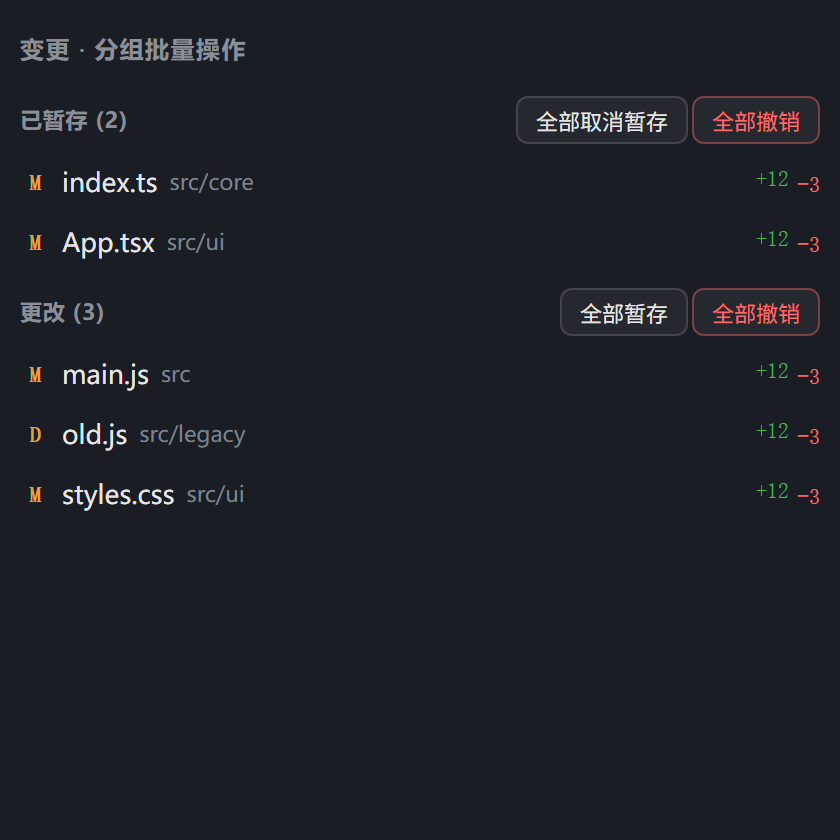 变更 · 分组批量操作
已暂存 (2) 全部取消暂存 全部撤销
M index.ts src/core +12 −3
M App.tsx src/ui +12 −3
更改 (3) 全部暂存 全部撤销
M main.js src +12 −3
D old.js src/legacy +12 −3
M styles.css src/ui +12 −3